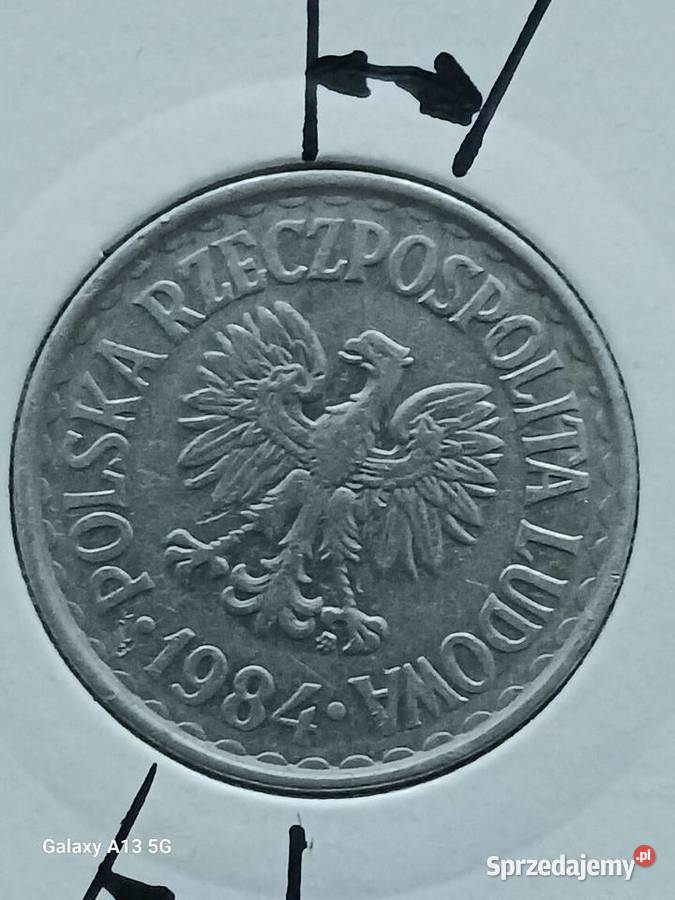 POLSKA RZECZPOSPOLITA LUDOWA
· 1984 ·
Galaxy A13 5G
Sprzedajemy.pl